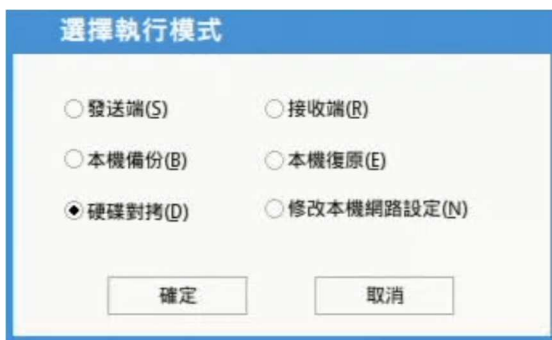 選擇執行模式
發送端(S) 接收端(R)
本機備份(B) 本機復原(E)
硬碟對拷(D) 修改本機網路設定(N)
確定 取消